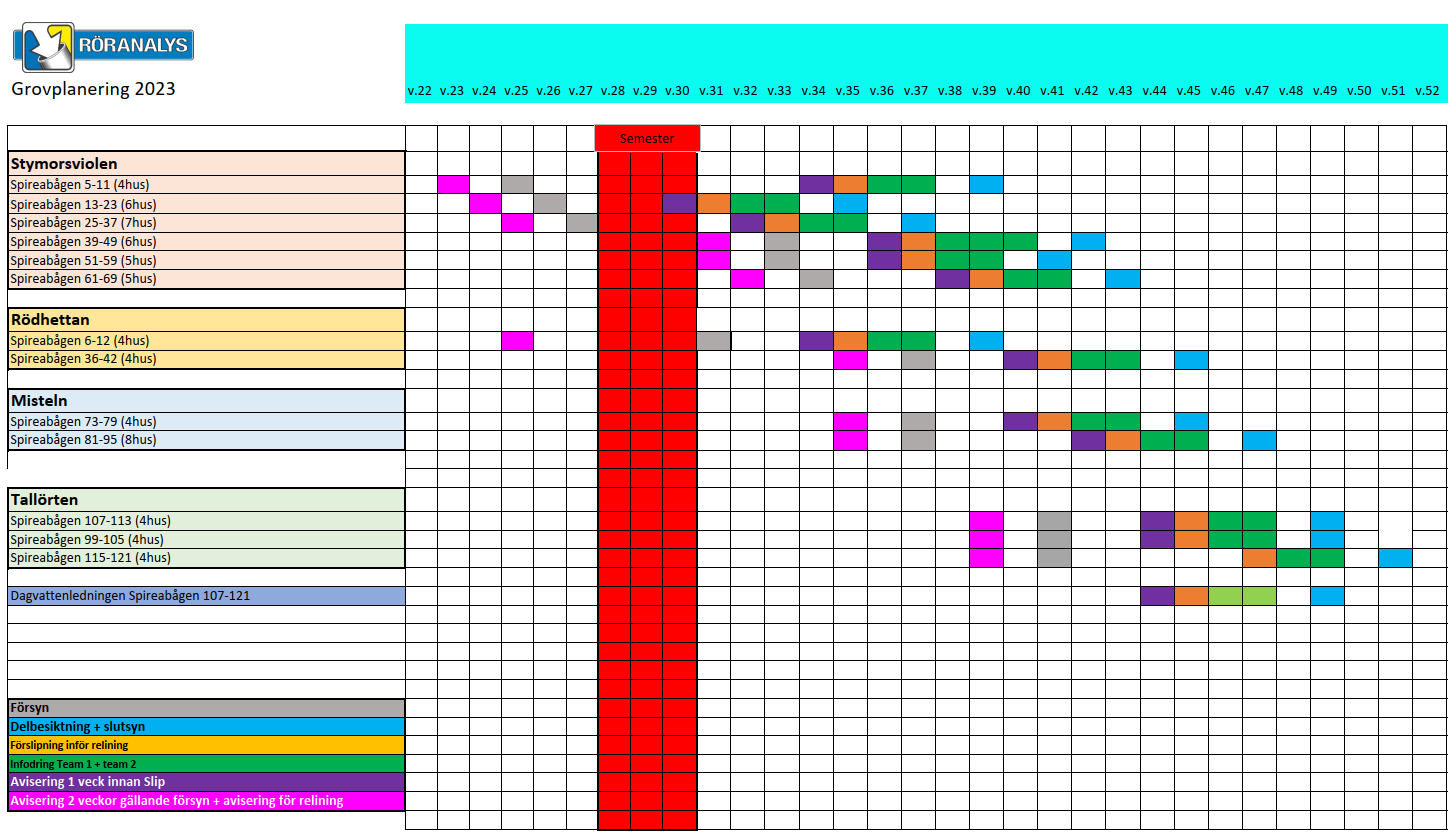 RÖRANALYS
Grovplanering 2023
v.22 v.23 v.24 v.25 v.26 v.27 v.28 v.29 v.30 v.31 v.32 v.33 v.34 v.35 v.36 v.37 v.38 v.39 v.40 v.41 v.42 v.43 v.44 v.45 v.46 v.47 v.48 v.49 v.50 v.51 v.52
Semester
Stymorsviolen
Spireabågen 5-11 (4hus)
Spireabågen 13-23 (6hus)
Spireabågen 25-37 (7hus)
Spireabågen 39-49 (6hus)
Spireabågen 51-59 (5hus)
Spireabågen 61-69 (5hus)
Rödhettan
Spireabågen 6-12 (4hus)
Spireabågen 36-42 (4hus)
Misteln
Spireabågen 73-79 (4hus)
Spireabågen 81-95 (8hus)
Tallörten
Spireabågen 107-113 (4hus)
Spireabågen 99-105 (4hus)
Spireabågen 115-121 (4hus)
Dagvattenledningen Spireabågen 107-121
Försyn
Delbesiktning + slutsyn
Förslipning inför relining
Infodring Team 1 + team 2
Avisering 1 veck innan Slip
Avisering 2 veckor gällande försyn + avisering för relining